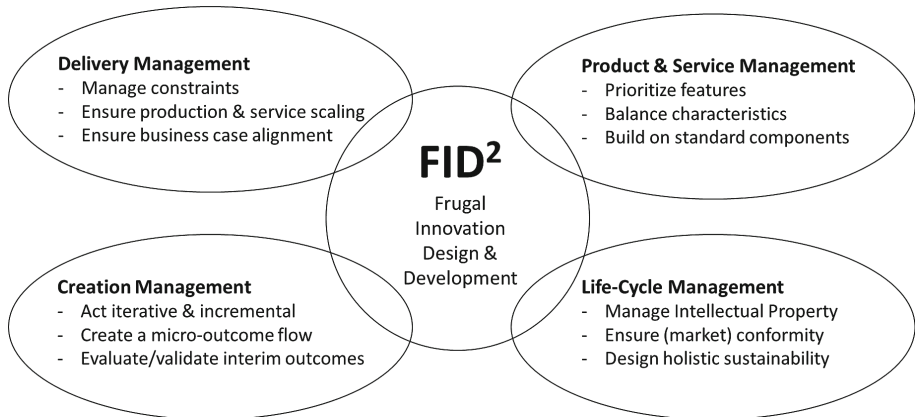 Delivery Management
- Manage constraints
- Ensure production & service scaling
- Ensure business case alignment
Product & Service Management
- Prioritize features
- Balance characteristics
- Build on standard components
FID²
Frugal
Innovation
Design &
Development
Creation Management
- Act iterative & incremental
- Create a micro-outcome flow
- Evaluate/validate interim outcomes
Life-Cycle Management
- Manage Intellectual Property
- Ensure (market) conformity
- Design holistic sustainability